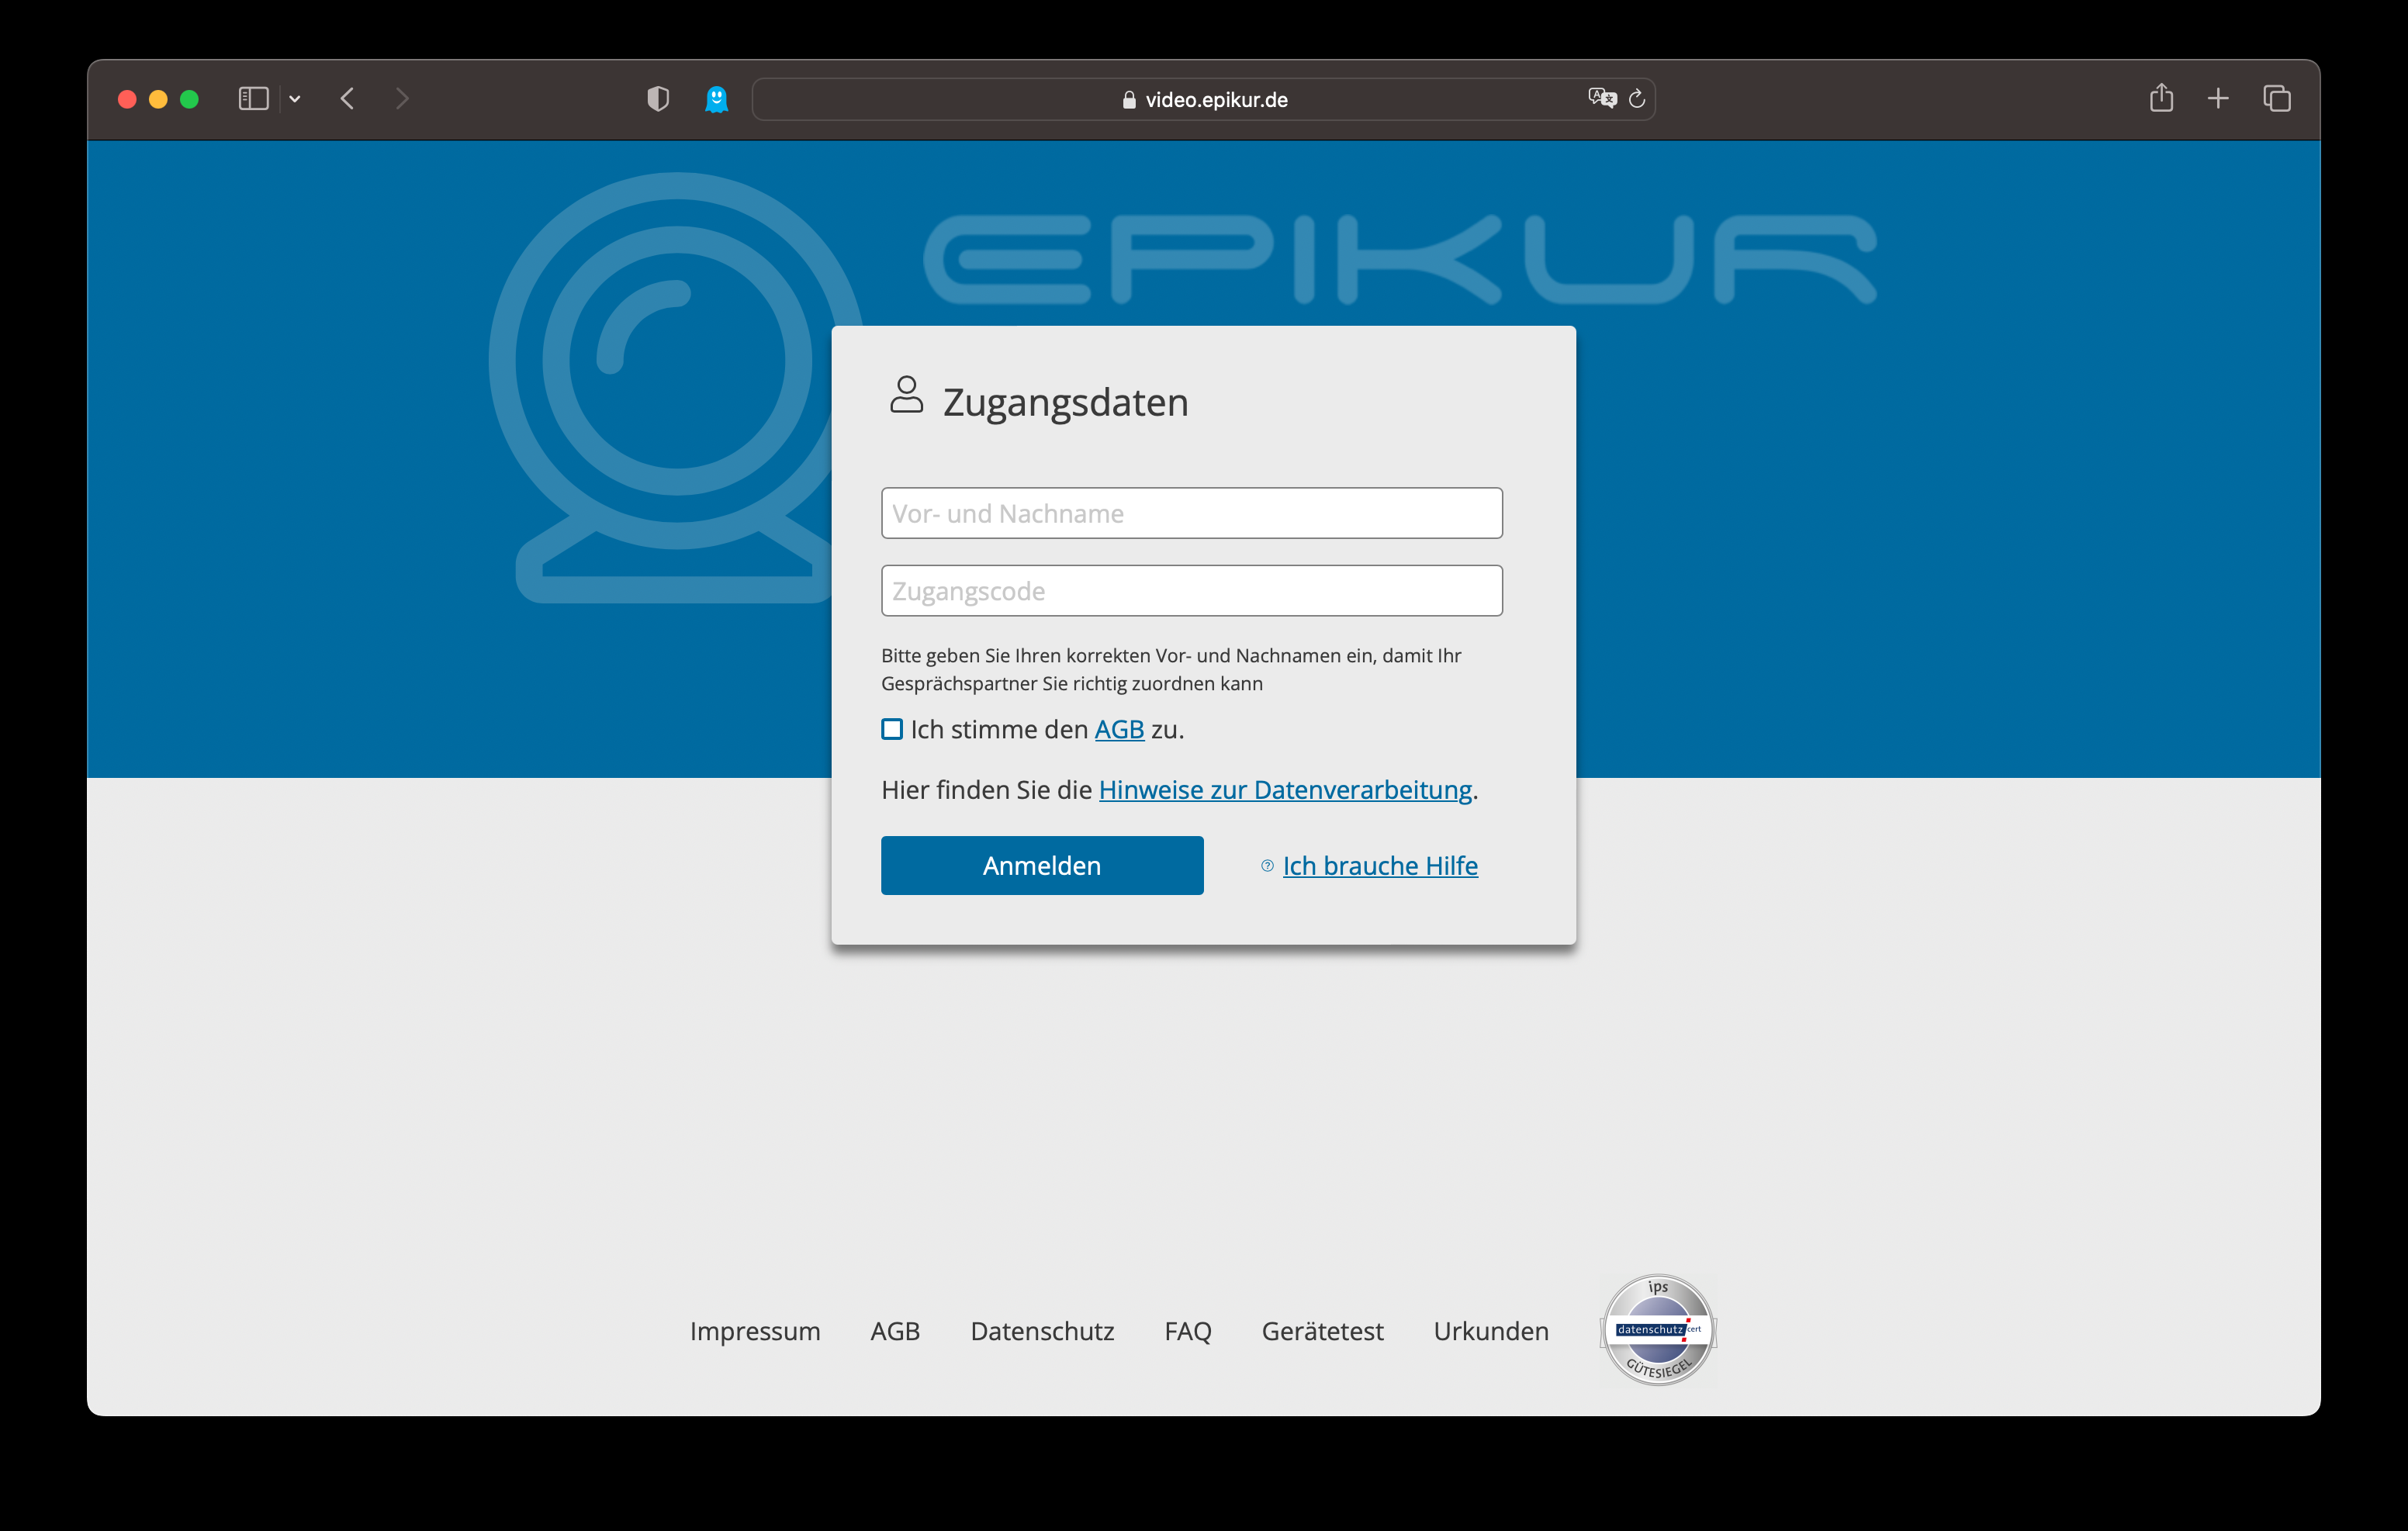 video.epikur.de
EPIKUR
Zugangsdaten
Vor- und Nachname
Zugangscode
Bitte geben Sie Ihren korrekten Vor- und Nachnamen ein, damit Ihr
Gesprächspartner Sie richtig zuordnen kann
Ich stimme den AGB zu.
Hier finden Sie die Hinweise zur Datenverarbeitung.
Anmelden
Ich brauche Hilfe
Impressum AGB Datenschutz FAQ Gerätetest Urkunden
ips
datenschutz cert
GÜTESIEGEL